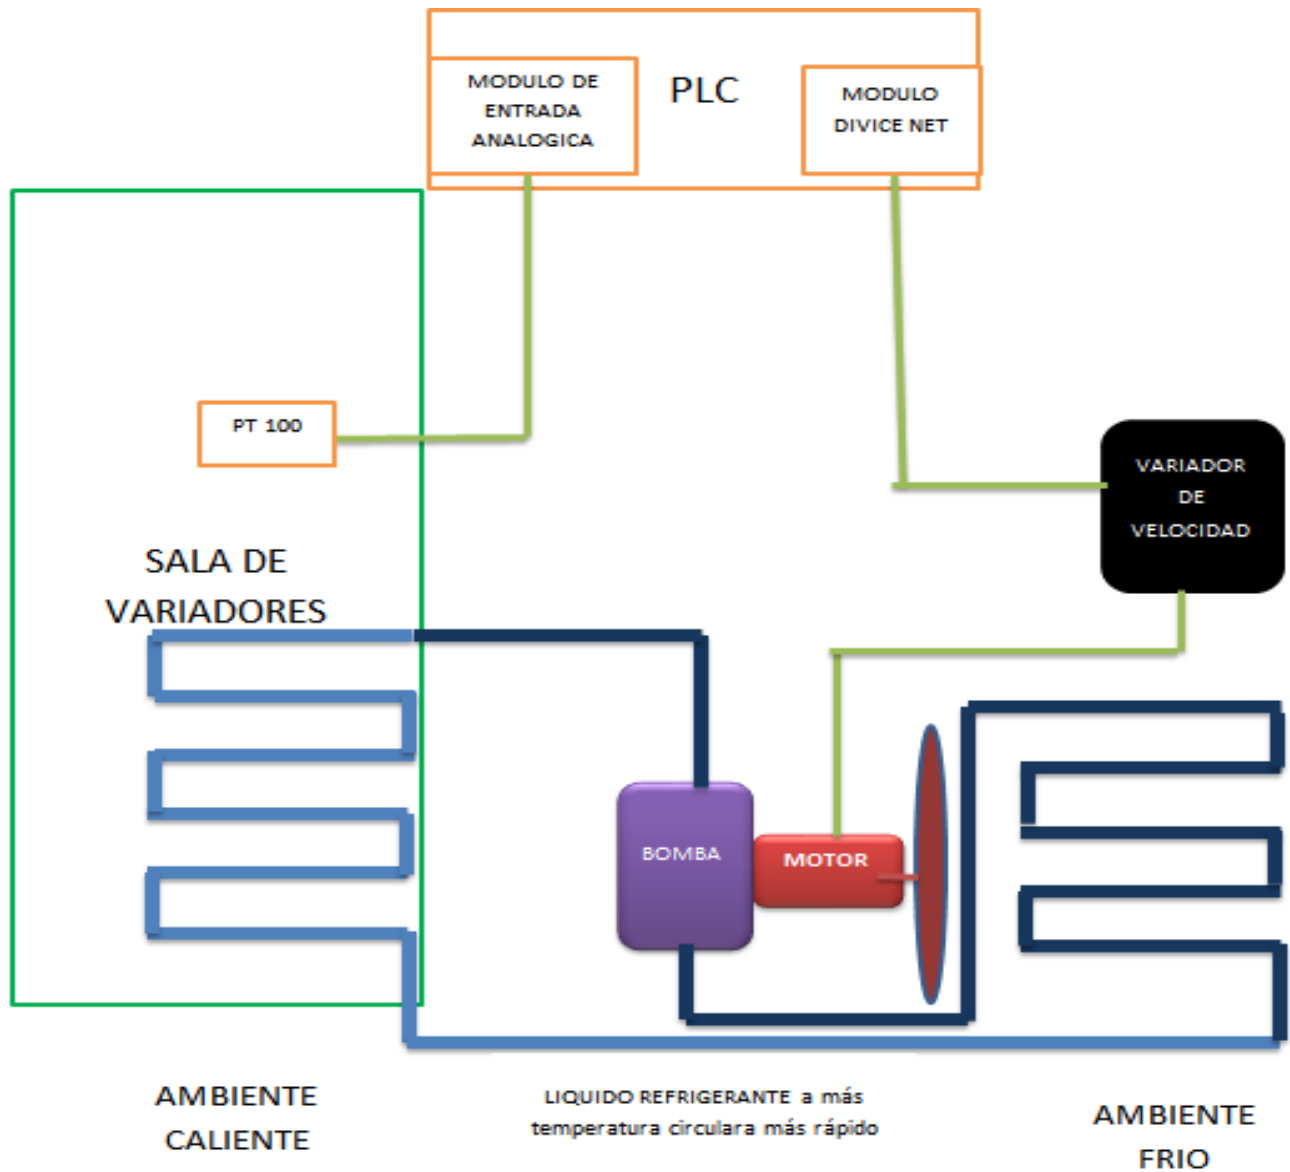 MODULO DE
ENTRADA
ANALOGICA
PLC
MODULO
DIVICE NET
PT 100
VARIADOR
DE
VELOCIDAD
SALA DE
VARIADORES
BOMBA
MOTOR
AMBIENTE
CALIENTE
LIQUIDO REFRIGERANTE a más
temperatura circulara más rápido
AMBIENTE
FRIO